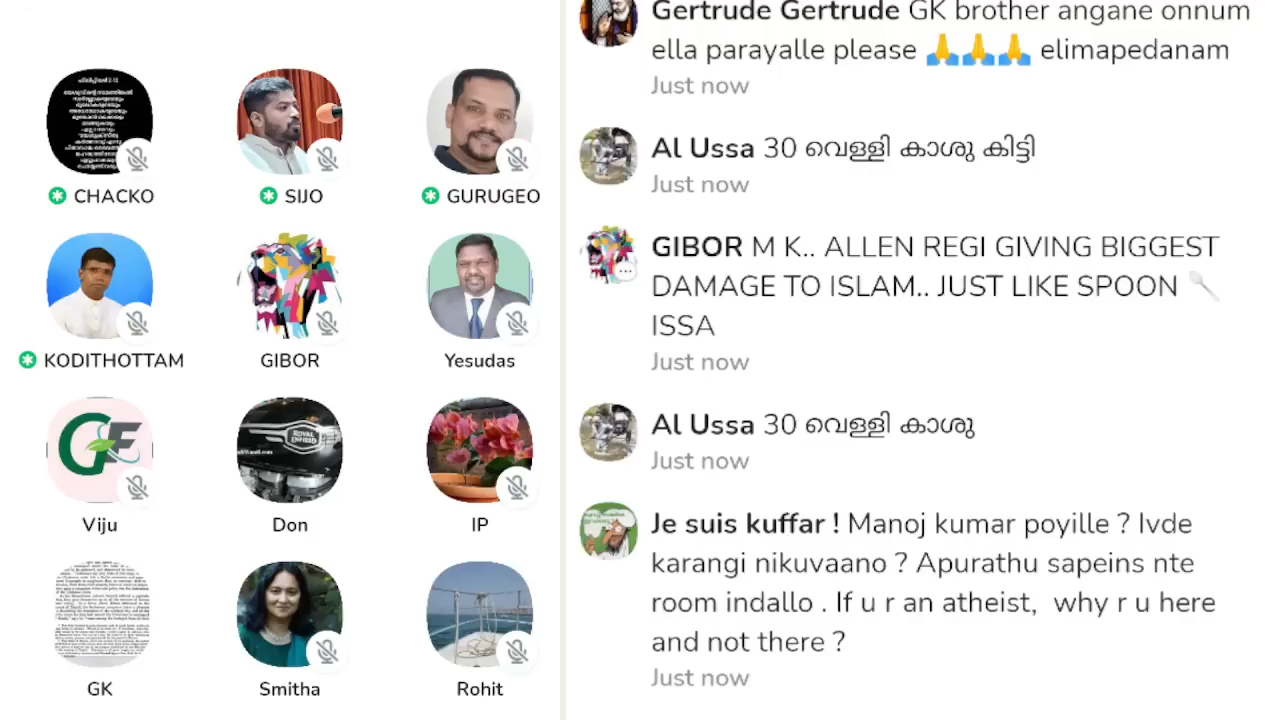 CHACKO
SIJO
GURUGEO
KODITHOTTAM
GIBOR
Yesudas
Viju
Don
IP
GK
Smitha
Rohit
ROYAL
ENFIELD
GE
Gertrude Gertrude GK brother angane onnum
ella parayalle please 🙏🙏🙏 elimapedanam
Just now
Al Ussa 30 വെള്ളി കാശു കിട്ടി
Just now
GIBOR M K.. ALLEN REGI GIVING BIGGEST
DAMAGE TO ISLAM.. JUST LIKE SPOON 🥄
ISSA
Just now
Al Ussa 30 വെള്ളി കാശു
Just now
Je suis kuffar ! Manoj kumar poyille ? Ivde
karangi nikuvaano ? Apurathu sapeins nte
room indallo . If u r an atheist,  why r u here
and not there ?
Just now